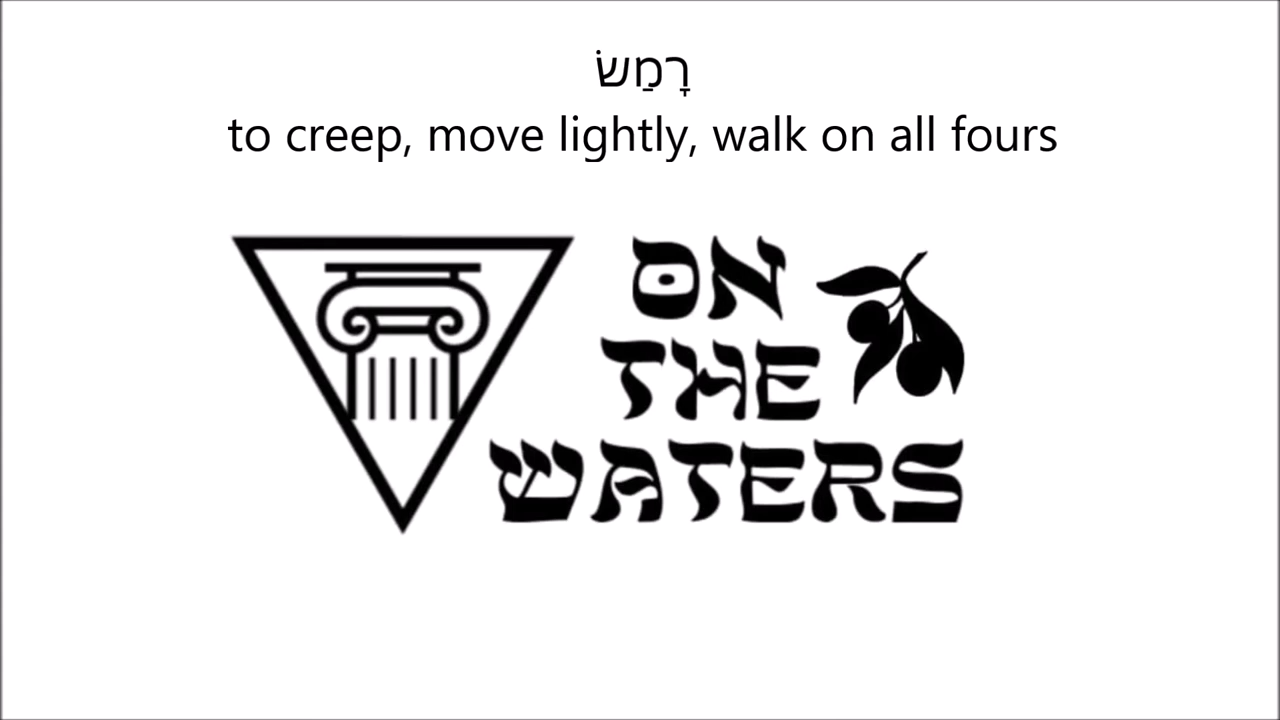 רָמַשׂ
to creep, move lightly, walk on all fours
ON
THE
WATERS